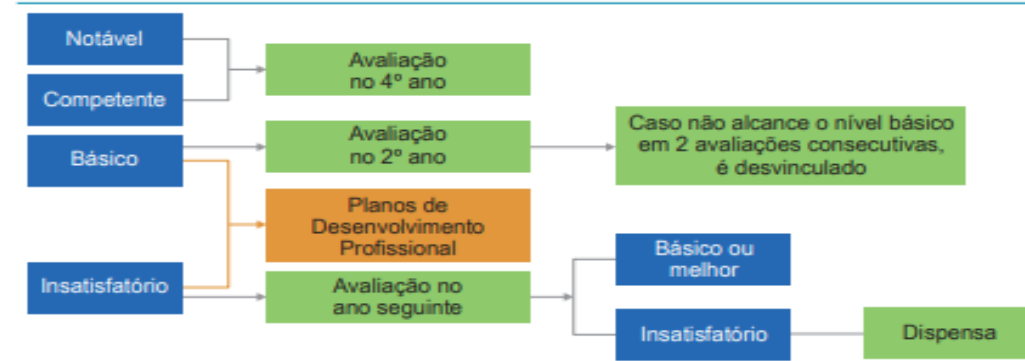 Notável
Competente
Avaliação
no 4º ano
Básico
Avaliação
no 2º ano
Caso não alcance o nível básico
em 2 avaliações consecutivas,
é desvinculado
Planos de
Desenvolvimento
Profissional
Insatisfatório
Avaliação no
ano seguinte
Básico ou
melhor
Insatisfatório
Dispensa